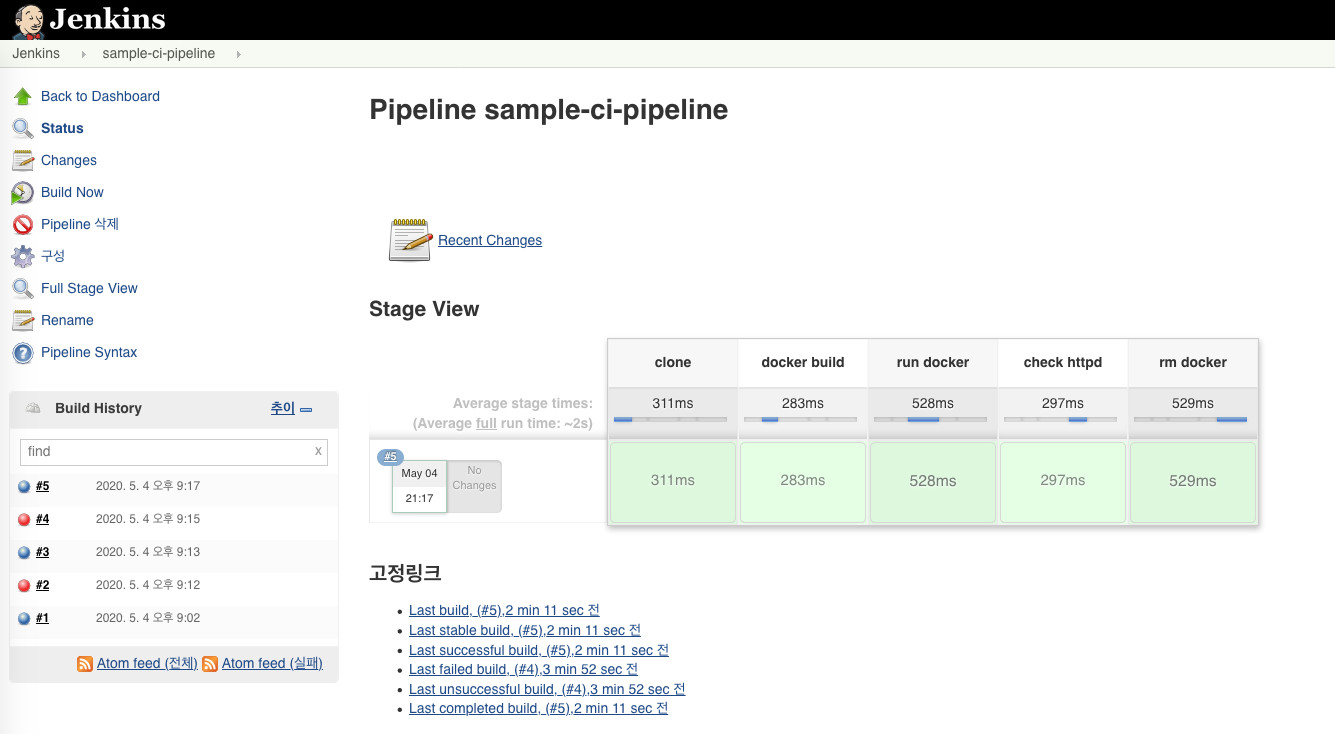 Jenkins
Jenkins sample-ci-pipeline
Back to Dashboard
Status
Changes
Build Now
Pipeline 삭제
구성
Full Stage View
Rename
Pipeline Syntax
Build History 추이
find x
#5 2020. 5. 4 오후 9:17
#4 2020. 5. 4 오후 9:15
#3 2020. 5. 4 오후 9:13
#2 2020. 5. 4 오후 9:12
#1 2020. 5. 4 오후 9:02
Atom feed (전체) Atom feed (실패)
Pipeline sample-ci-pipeline
Recent Changes
Stage View
clone docker build run docker check httpd rm docker
Average stage times: 311ms 283ms 528ms 297ms 529ms
(Average full run time: ~2s)
#5
May 04 No
Changes
21:17
311ms 283ms 528ms 297ms 529ms
고정링크
Last build, (#5),2 min 11 sec 전
Last stable build, (#5),2 min 11 sec 전
Last successful build, (#5),2 min 11 sec 전
Last failed build, (#4),3 min 52 sec 전
Last unsuccessful build, (#4),3 min 52 sec 전
Last completed build, (#5),2 min 11 sec 전